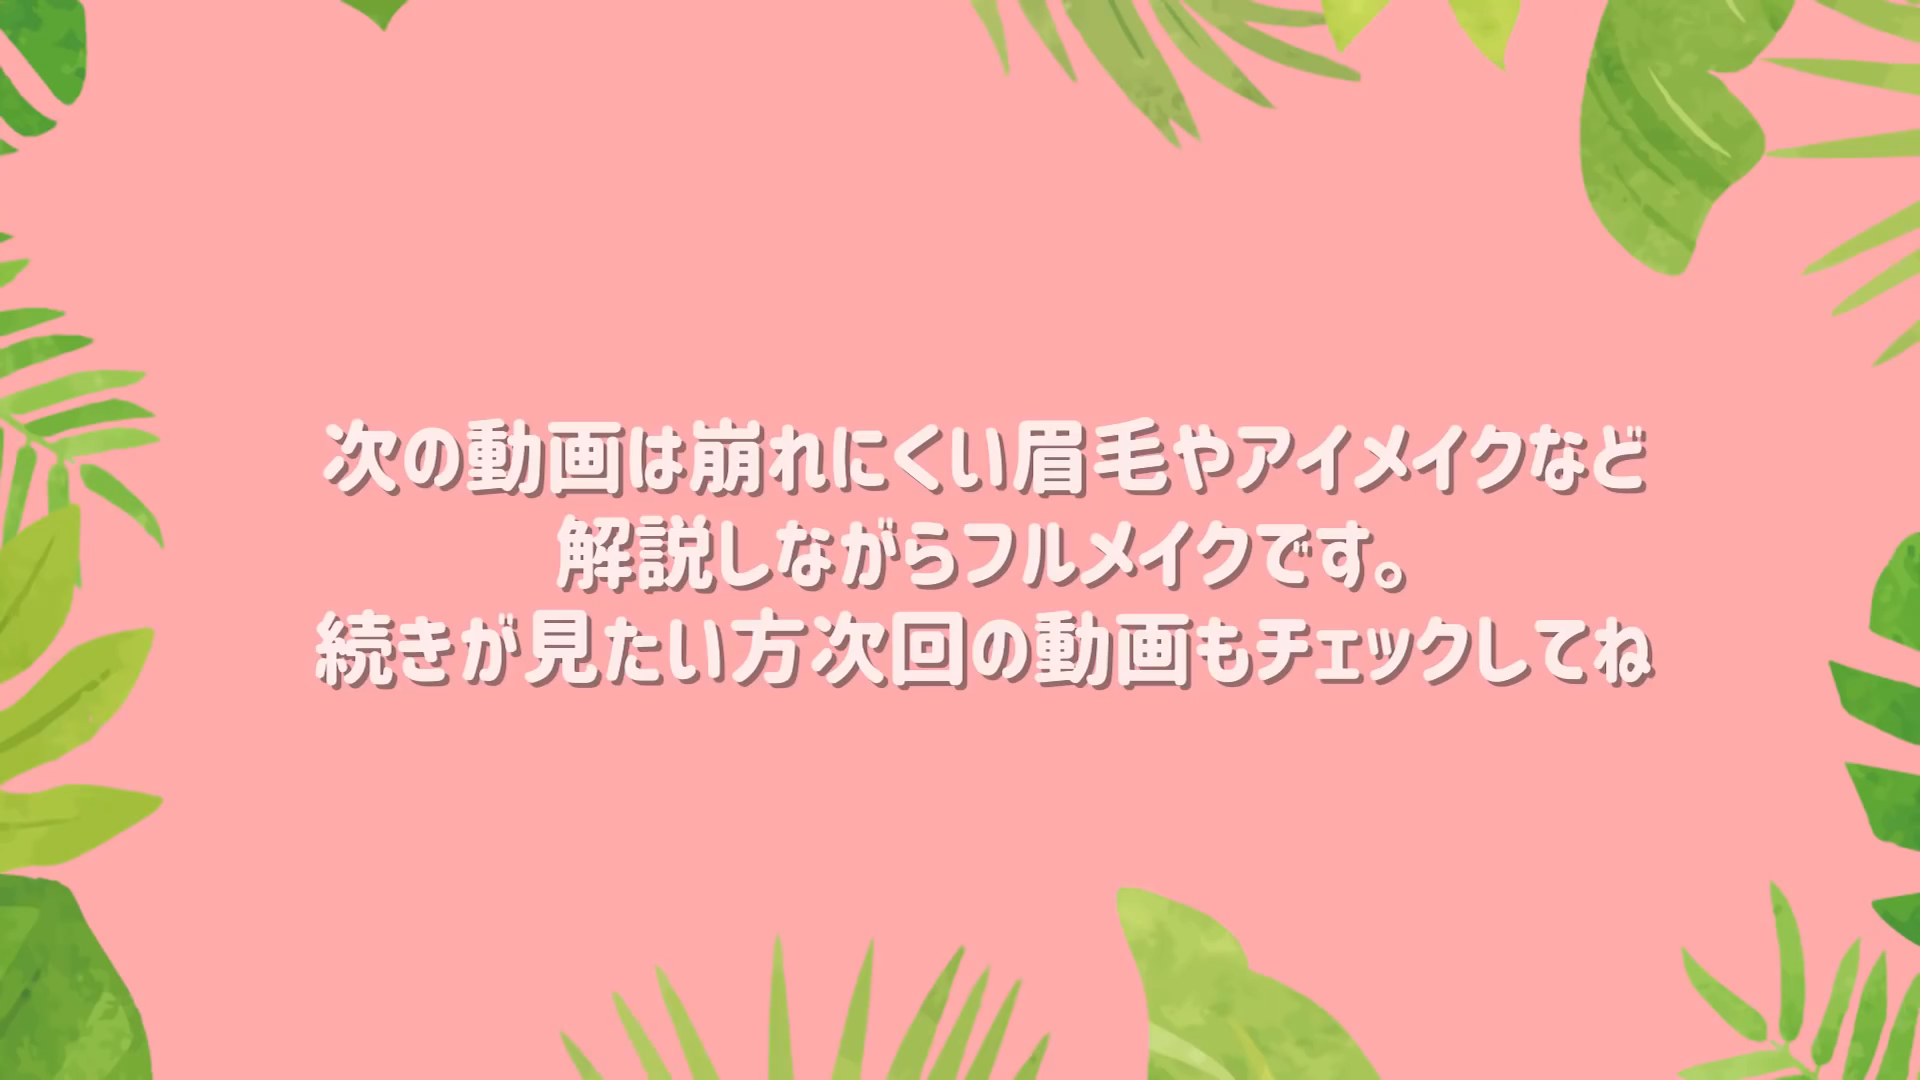 次の動画は崩れにくい眉毛やアイメイクなど
解説しながらフルメイクです。
続きが見たい方次回の動画もチェックしてね